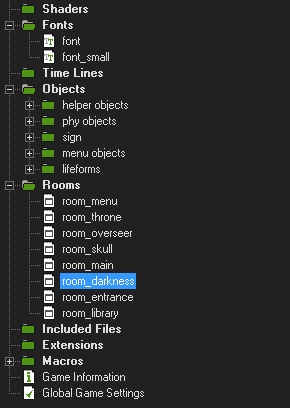 Shaders
Fonts
font
font_small
Time Lines
Objects
helper objects
phy objects
sign
menu objects
lifeforms
Rooms
room_menu
room_throne
room_overseer
room_skull
room_main
room_darkness
room_entrance
room_library
Included Files
Extensions
Macros
Game Information
Global Game Settings